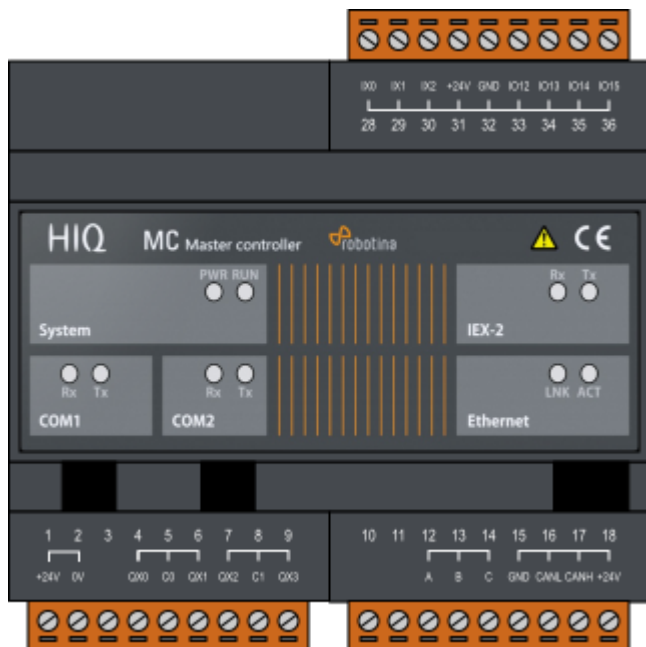 IX0 IX1 IX2 +24V GND IO12 IO13 IO14 IO15
28 29 30 31 32 33 34 35 36
HIQ MC Master controller robotina CE
PWR RUN
System
Rx Tx
IEX-2
Rx Tx
COM1
Rx Tx
COM2
LNK ACT
Ethernet
1 2 3 4 5 6 7 8 9
+24V 0V QX0 C0 QX1 QX2 C1 QX3
10 11 12 13 14 15 16 17 18
A B C GND CANL CANH +24V